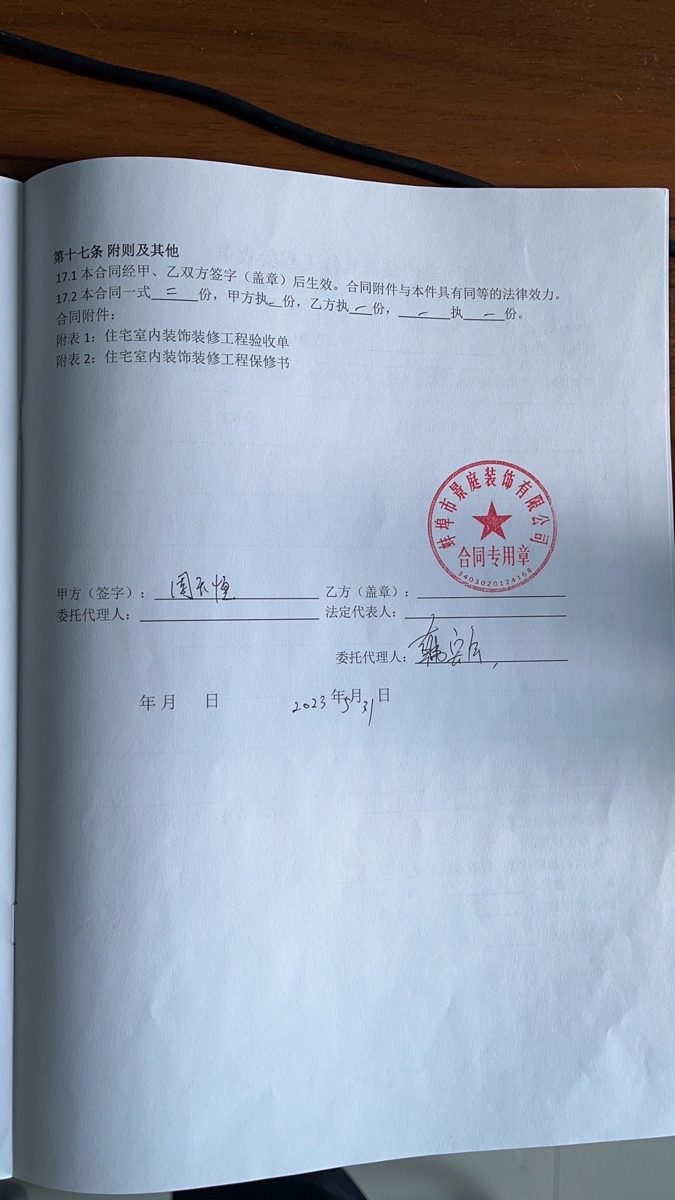 第十七条 附则及其他
17.1 本合同经甲、乙双方签字（盖章）后生效。合同附件与本件具有同等的法律效力。
17.2 本合同一式二份，甲方执一份，乙方执一份，一执一份。
合同附件：
附表 1：住宅室内装饰装修工程验收单
附表 2：住宅室内装饰装修工程保修书
蚌埠市景庭装饰有限公司
合同专用章
3403020124168
甲方（签字）： 周 恒 乙方（盖章）：
委托代理人： 法定代表人：
委托代理人：韩
年 月 日 2023 年 5 月 31 日